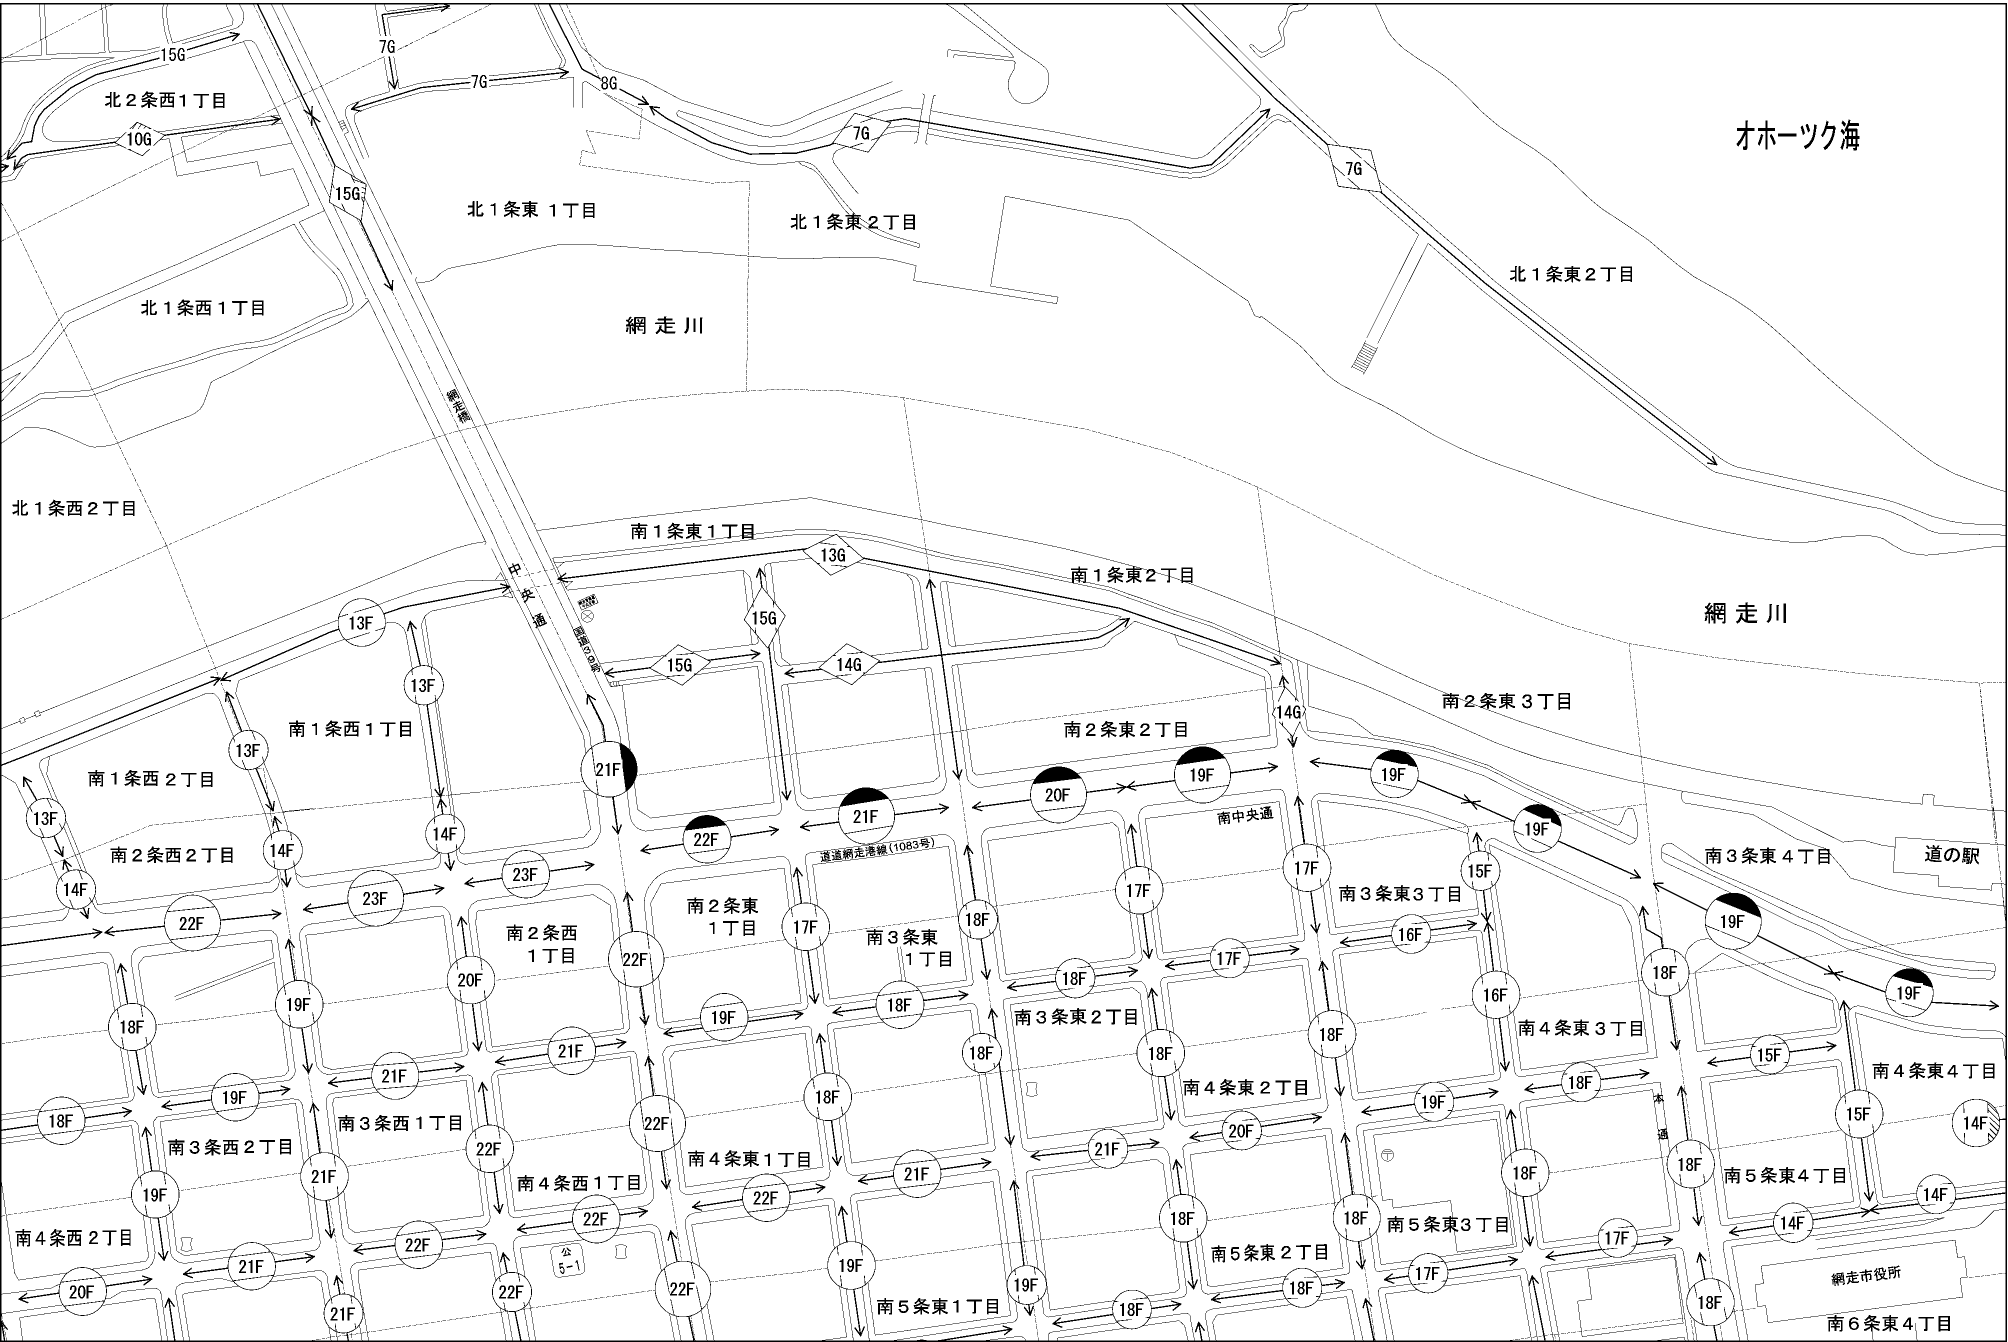 7G
15G
7G
8G
北２条西１丁目
10G
7G
オホーツク海
7G
15G
北１条東１丁目
北１条東２丁目
北１条東２丁目
北１条西１丁目
網走川
網走橋
北１条西２丁目
南１条東１丁目
13G
中央通
南１条東２丁目
網走川
13F
15G
国道39号
15G
14G
13F
南２条東３丁目
14G
南１条西１丁目
南２条東２丁目
13F
21F
南１条西２丁目
19F
19F
20F
13F
21F
南中央通
19F
14F
22F
14F
道道網走港線(1083号)
南２条西２丁目
南３条東４丁目
道の駅
23F
17F
15F
14F
23F
17F
南３条東３丁目
南２条東
１丁目
22F
17F
18F
19F
南２条西
１丁目
南３条東
１丁目
16F
22F
17F
20F
18F
19F
16F
18F
19F
18F
19F
南３条東２丁目
18F
18F
南４条東３丁目
21F
18F
18F
15F
21F
南４条東４丁目
19F
18F
南４条東２丁目
18F
19F
本通
18F
南３条西１丁目
22F
20F
15F
14F
南３条西２丁目
22F
21F
南４条東１丁目
18F
21F
南４条西１丁目
21F
18F
南５条東４丁目
19F
22F
14F
22F
18F
18F
南５条東３丁目
14F
南４条西２丁目
22F
17F
公
5-1
南５条東２丁目
21F
19F
17F
網走市役所
20F
22F
22F
19F
18F
18F
南５条東１丁目
18F
21F
南６条東４丁目